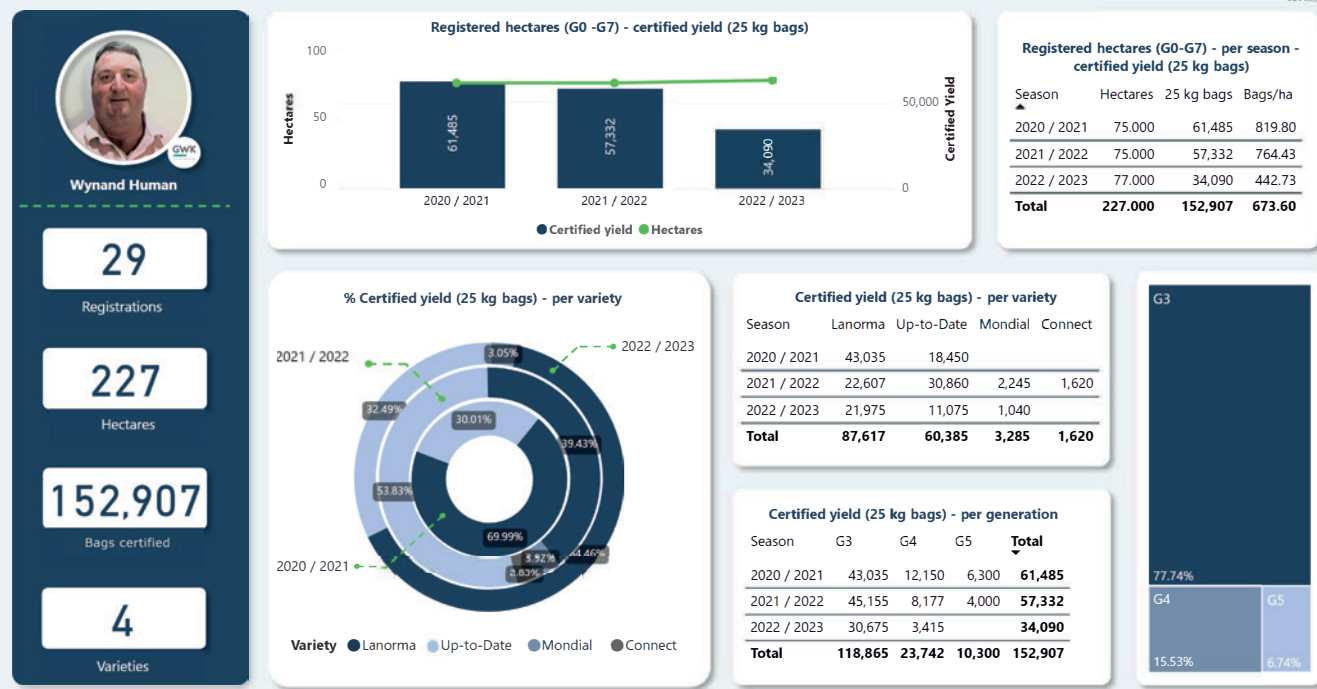 GWK
Wynand Human
29
Registrations
227
Hectares
152,907
Bags certified
4
Varieties
Registered hectares (G0 -G7) - certified yield (25 kg bags)
100
50
0
Hectares
61,485
57,332
34,090
50,000
0
Certified Yield
2020 / 2021
2021 / 2022
2022 / 2023
Certified yield
Hectares
Registered hectares (G0-G7) - per season -
certified yield (25 kg bags)
Season Hectares 25 kg bags Bags/ha
2020 / 2021 75.000 61,485 819.80
2021 / 2022 75.000 57,332 764.43
2022 / 2023 77.000 34,090 442.73
Total 227.000 152,907 673.60
% Certified yield (25 kg bags) - per variety
2021 / 2022
2022 / 2023
2020 / 2021
3.05%
32.49%
30.01%
39.43%
53.83%
69.99%
2.83%
Variety Lanorma Up-to-Date Mondial Connect
Certified yield (25 kg bags) - per variety
Season Lanorma Up-to-Date Mondial Connect
2020 / 2021 43,035 18,450
2021 / 2022 22,607 30,860 2,245 1,620
2022 / 2023 21,975 11,075 1,040
Total 87,617 60,385 3,285 1,620
Certified yield (25 kg bags) - per generation
Season G3 G4 G5 Total
2020 / 2021 43,035 12,150 6,300 61,485
2021 / 2022 45,155 8,177 4,000 57,332
2022 / 2023 30,675 3,415 34,090
Total 118,865 23,742 10,300 152,907
G3
77.74%
G4
15.53%
G5
6.74%